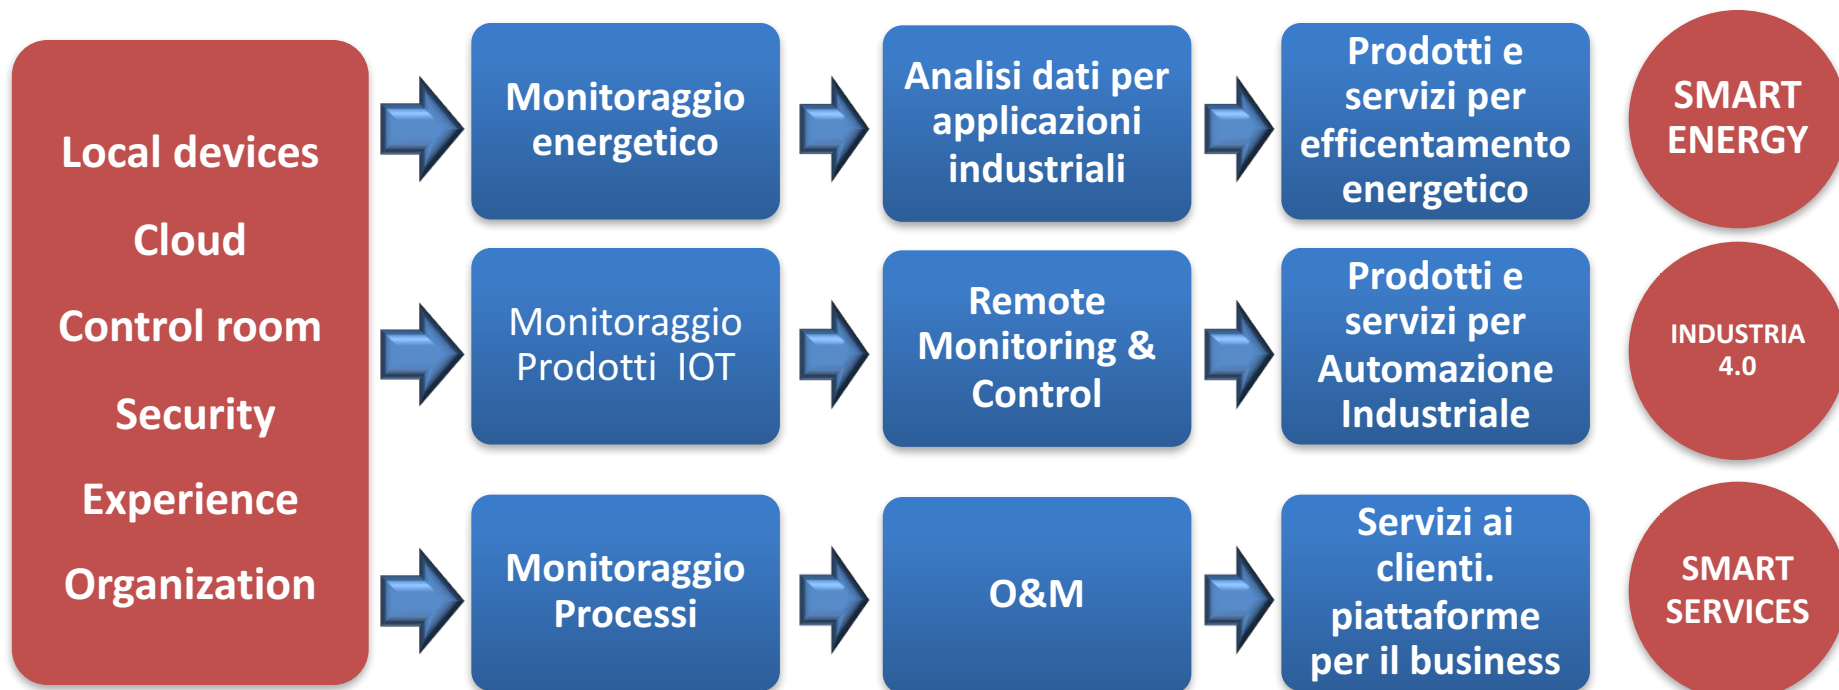 Local devices
Cloud
Control room
Security
Experience
Organization
Monitoraggio
energetico
Analisi dati per
applicazioni
industriali
Prodotti e
servizi per
efficentamento
energetico
SMART
ENERGY
Monitoraggio
Prodotti IOT
Remote
Monitoring &
Control
Prodotti e
servizi per
Automazione
Industriale
INDUSTRIA
4.0
Monitoraggio
Processi
O&M
Servizi ai
clienti.
piattaforme
per il business
SMART
SERVICES